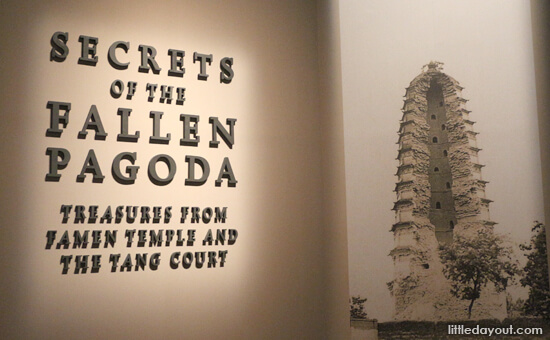 SECRETS
OF THE
FALLEN
PAGODA
TREASURES FROM
FAMEN TEMPLE AND
THE TANG COURT
littledayout.com